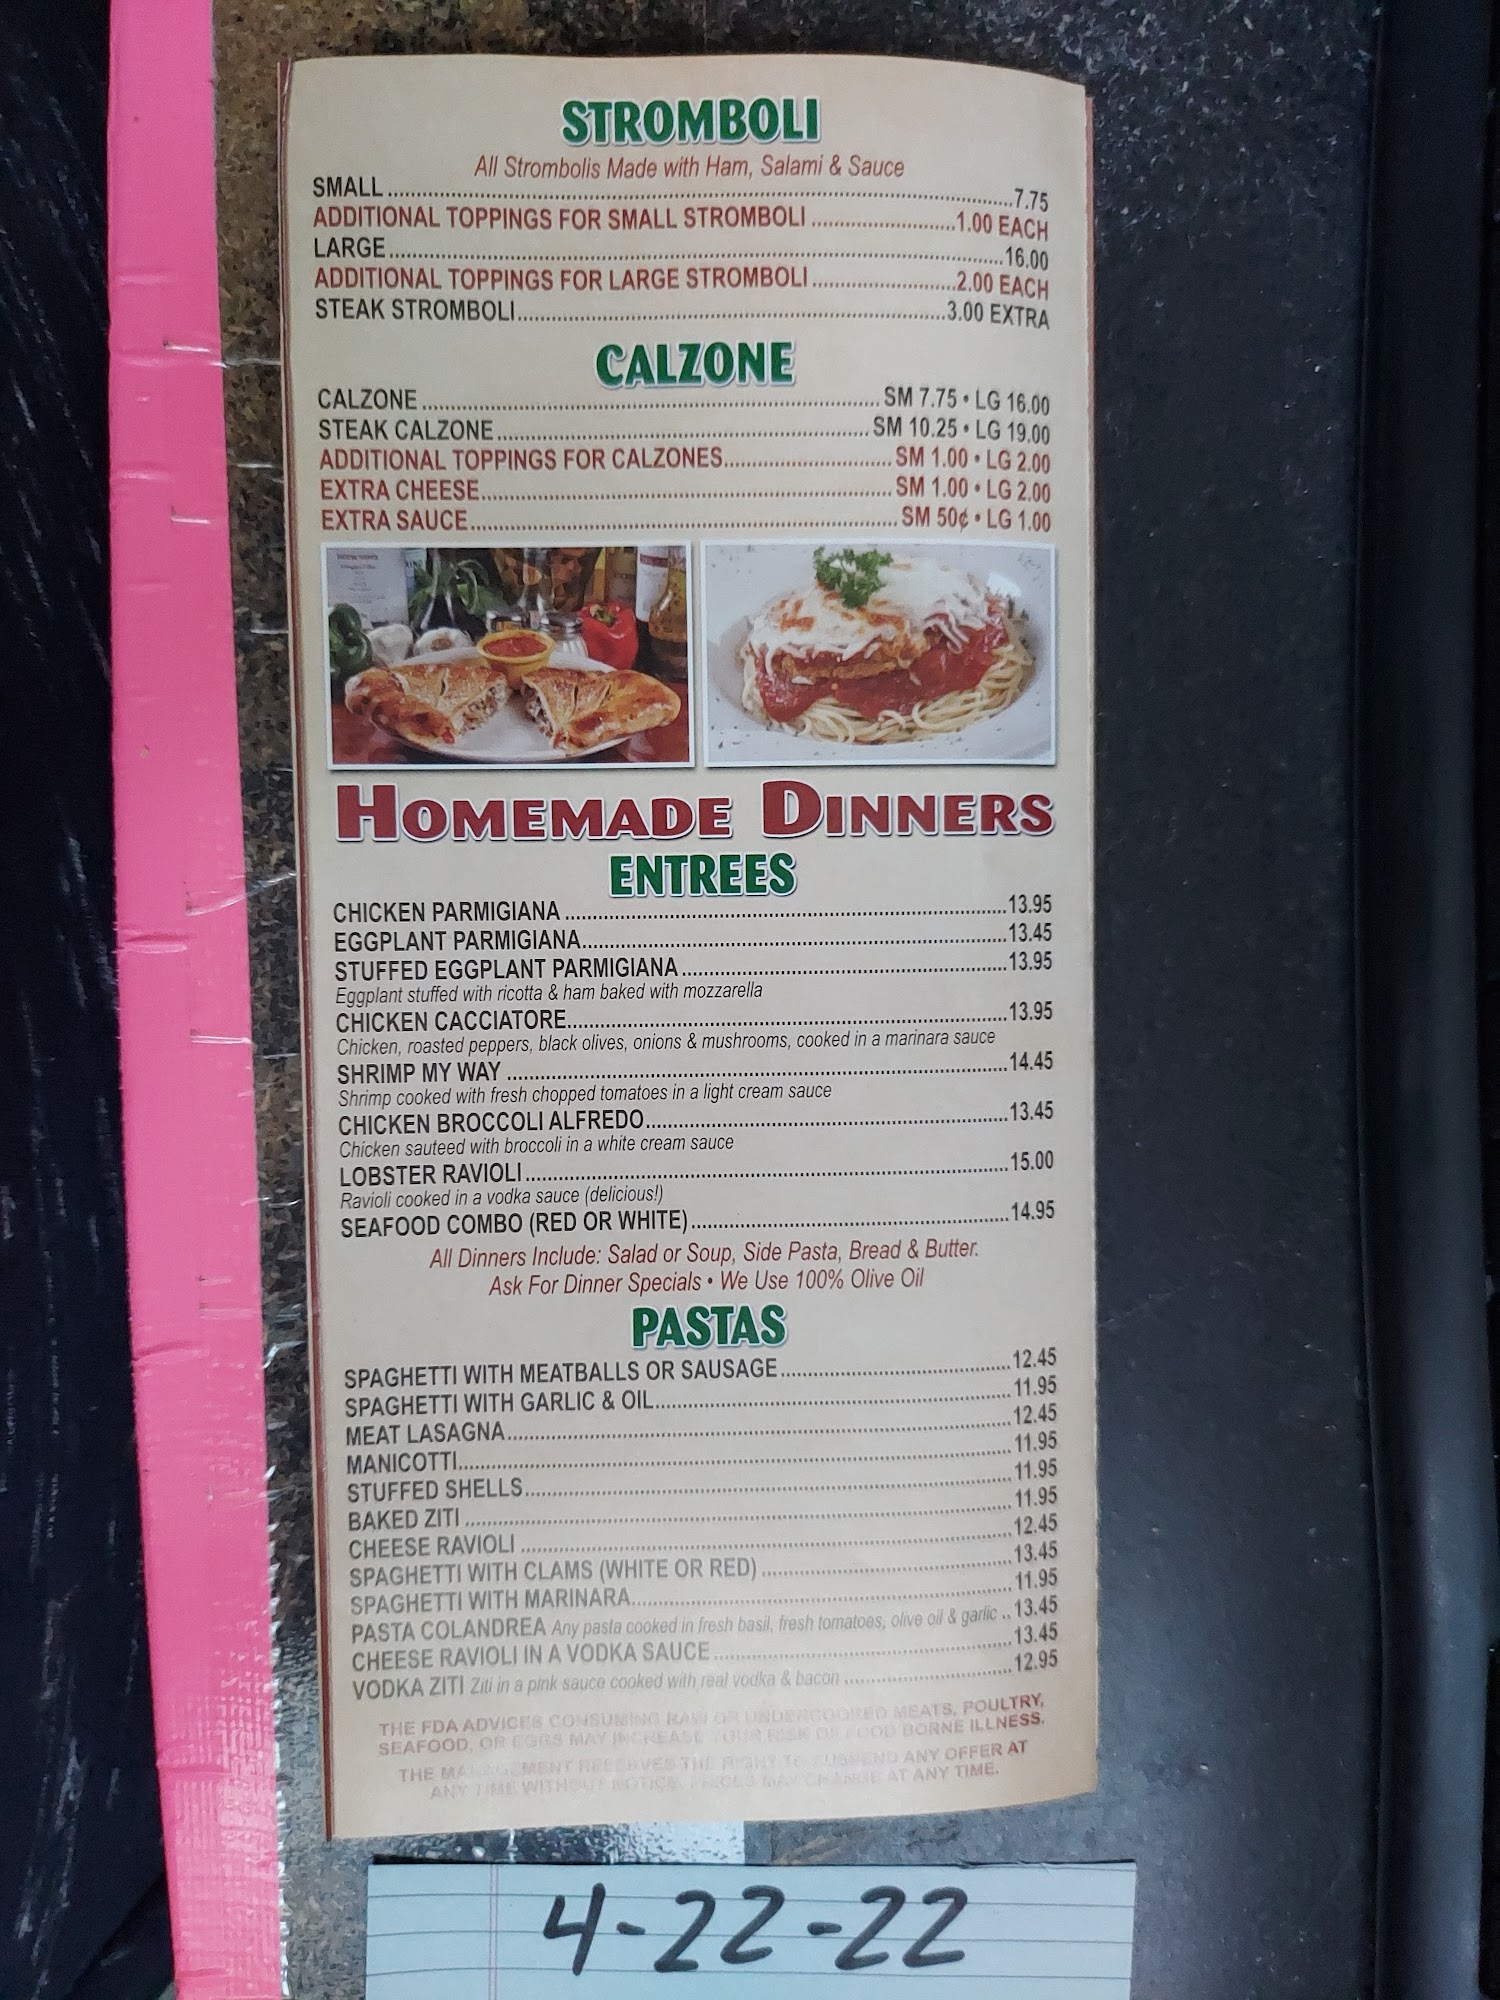 STROMBOLI
All Strombolis Made with Ham, Salami & Sauce
SMALL 7.75
ADDITIONAL TOPPINGS FOR SMALL STROMBOLI 1.00 EACH
LARGE 16.00
ADDITIONAL TOPPINGS FOR LARGE STROMBOLI 2.00 EACH
STEAK STROMBOLI 3.00 EXTRA
CALZONE
CALZONE SM 7.75 • LG 16.00
STEAK CALZONE SM 10.25 • LG 19.00
ADDITIONAL TOPPINGS FOR CALZONES SM 1.00 • LG 2.00
EXTRA CHEESE SM 1.00 • LG 2.00
EXTRA SAUCE SM 50¢ • LG 1.00
HOMEMADE DINNERS
ENTREES
CHICKEN PARMIGIANA 13.95
EGGPLANT PARMIGIANA 13.45
STUFFED EGGPLANT PARMIGIANA 13.95
Eggplant stuffed with ricotta & ham baked with mozzarella
CHICKEN CACCIATORE 13.95
Chicken, roasted peppers, black olives, onions & mushrooms, cooked in a marinara sauce
SHRIMP MY WAY 14.45
Shrimp cooked with fresh chopped tomatoes in a light cream sauce
CHICKEN BROCCOLI ALFREDO 13.45
Chicken sauteed with broccoli in a white cream sauce
LOBSTER RAVIOLI 15.00
Ravioli cooked in a vodka sauce (delicious!)
SEAFOOD COMBO (RED OR WHITE) 14.95
All Dinners Include: Salad or Soup, Side Pasta, Bread & Butter.
Ask For Dinner Specials • We Use 100% Olive Oil
PASTAS
SPAGHETTI WITH MEATBALLS OR SAUSAGE 12.45
SPAGHETTI WITH GARLIC & OIL 11.95
MEAT LASAGNA 12.45
MANICOTTI 11.95
STUFFED SHELLS 11.95
BAKED ZITI 11.95
CHEESE RAVIOLI 12.45
SPAGHETTI WITH CLAMS (WHITE OR RED) 13.45
SPAGHETTI WITH MARINARA 11.95
PASTA COLANDREA Any pasta cooked in fresh basil, fresh tomatoes, olive oil & garlic 13.45
CHEESE RAVIOLI IN A VODKA SAUCE 13.45
VODKA ZITI Ziti in a pink sauce cooked with real vodka & bacon 12.95
THE FDA ADVICES CONSUMING RAW OR UNDERCOOKED MEATS, POULTRY,
SEAFOOD, OR EGGS MAY INCREASE YOUR RISK OF FOOD BORNE ILLNESS.
THE MANAGEMENT RESERVES THE RIGHT TO SUSPEND ANY OFFER AT
ANY TIME WITHOUT NOTICE. PRICES MAY CHANGE AT ANY TIME.
4-22-22